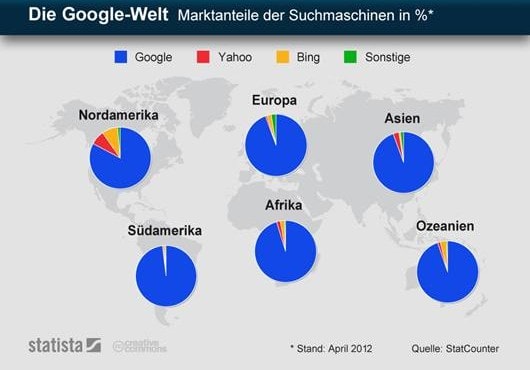 Die Google-Welt Marktanteile der Suchmaschinen in %*
Google Yahoo Bing Sonstige
Nordamerika
Europa
Asien
Südamerika
Afrika
Ozeanien
statista
creative commons
* Stand: April 2012
Quelle: StatCounter